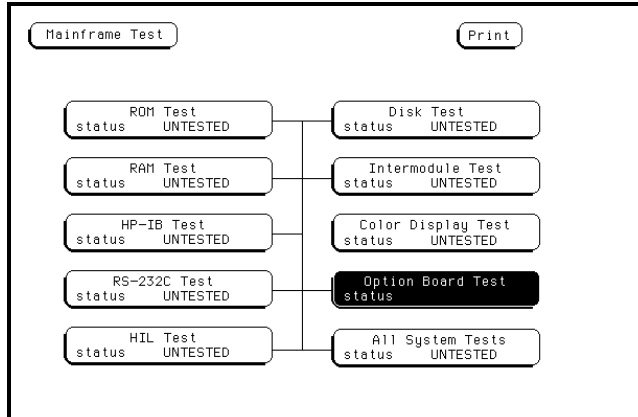 Mainframe Test
Print
ROM Test
status UNTESTED
Disk Test
status UNTESTED
RAM Test
status UNTESTED
Intermodule Test
status UNTESTED
HP-IB Test
status UNTESTED
Color Display Test
status UNTESTED
RS-232C Test
status UNTESTED
Option Board Test
status
HIL Test
status UNTESTED
All System Tests
status UNTESTED